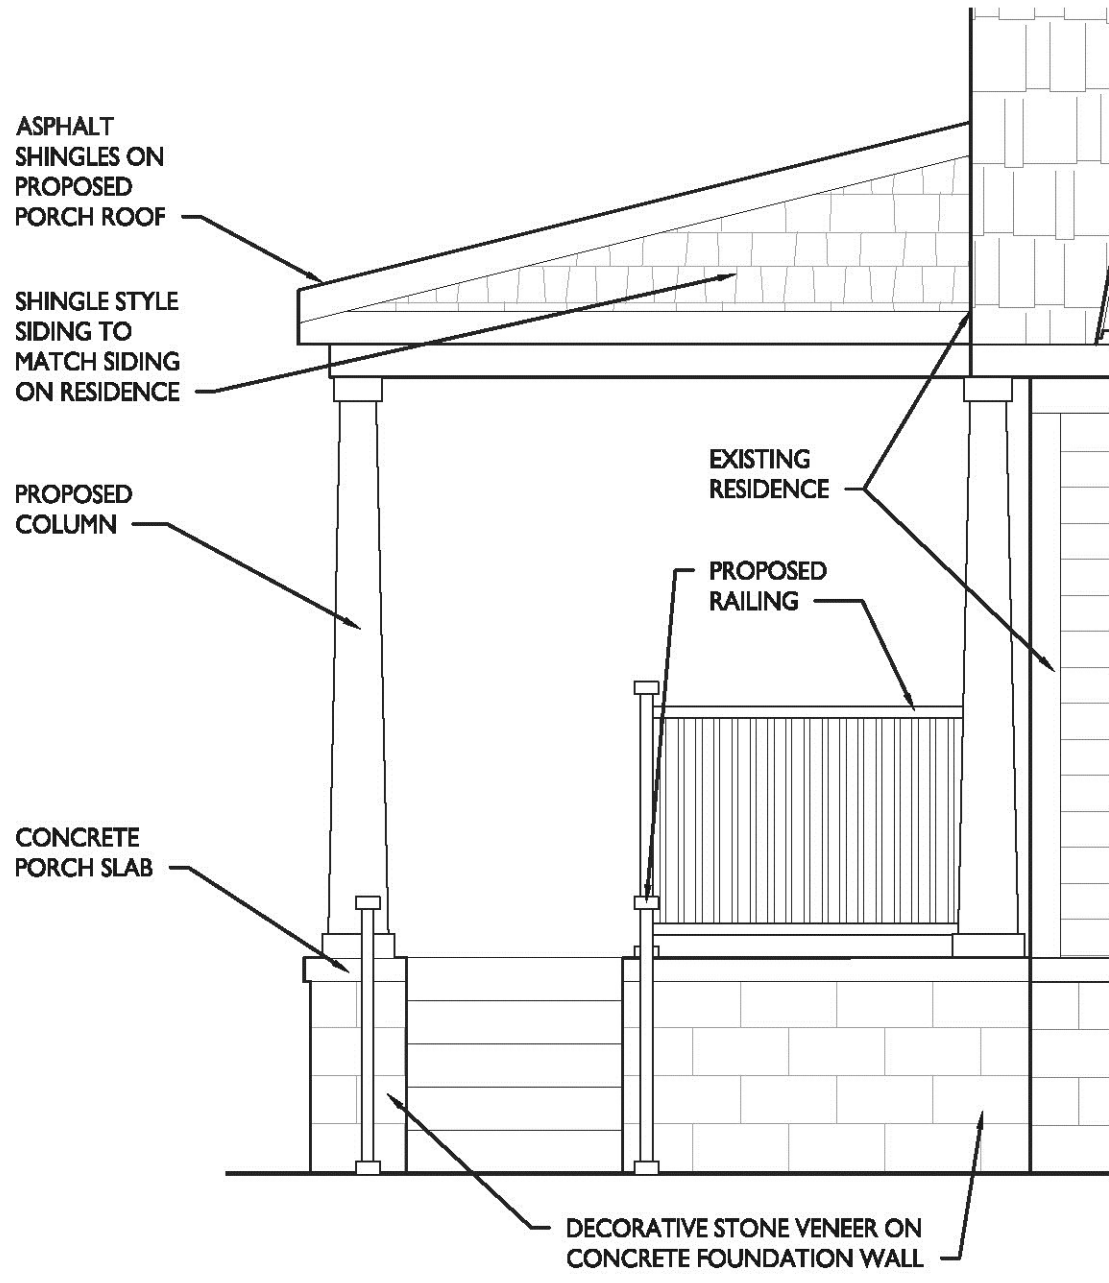 ASPHALT
SHINGLES ON
PROPOSED
PORCH ROOF
SHINGLE STYLE
SIDING TO
MATCH SIDING
ON RESIDENCE
EXISTING
RESIDENCE
PROPOSED
COLUMN
PROPOSED
RAILING
CONCRETE
PORCH SLAB
DECORATIVE STONE VENEER ON
CONCRETE FOUNDATION WALL